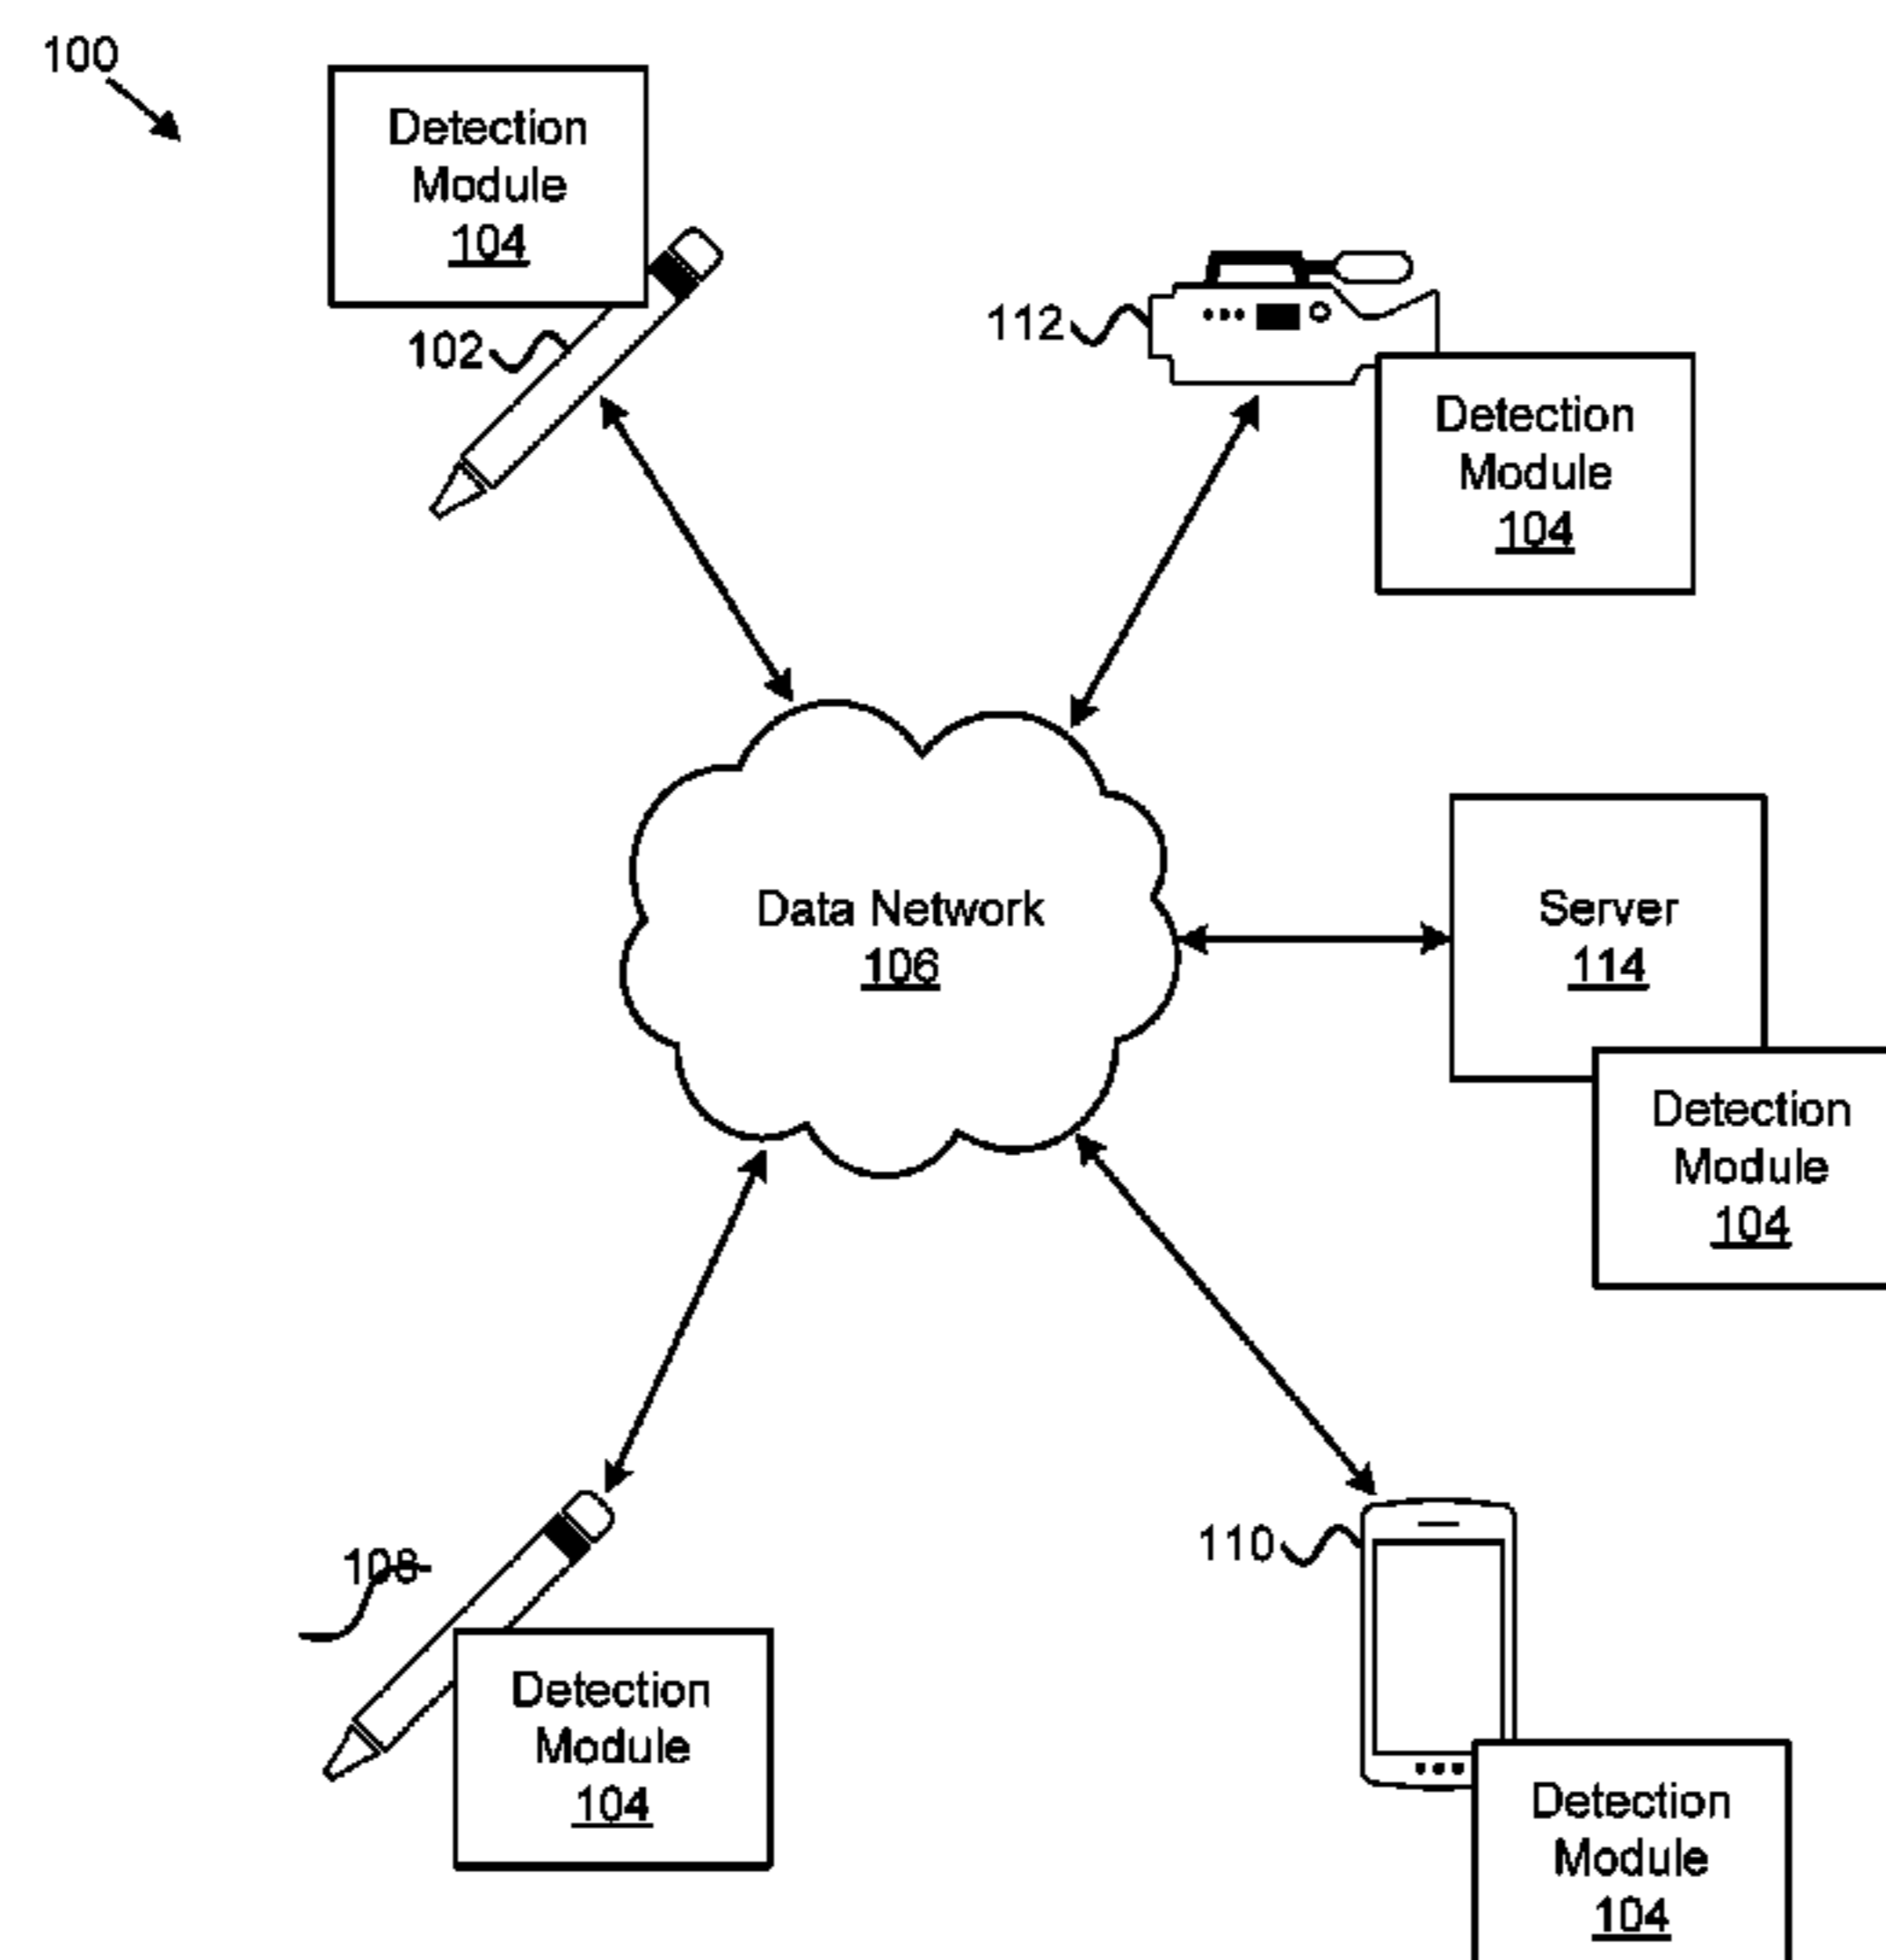 100
Detection
Module
104
102
112
Detection
Module
104
Data Network
106
Server
114
Detection
Module
104
108
Detection
Module
104
110
Detection
Module
104